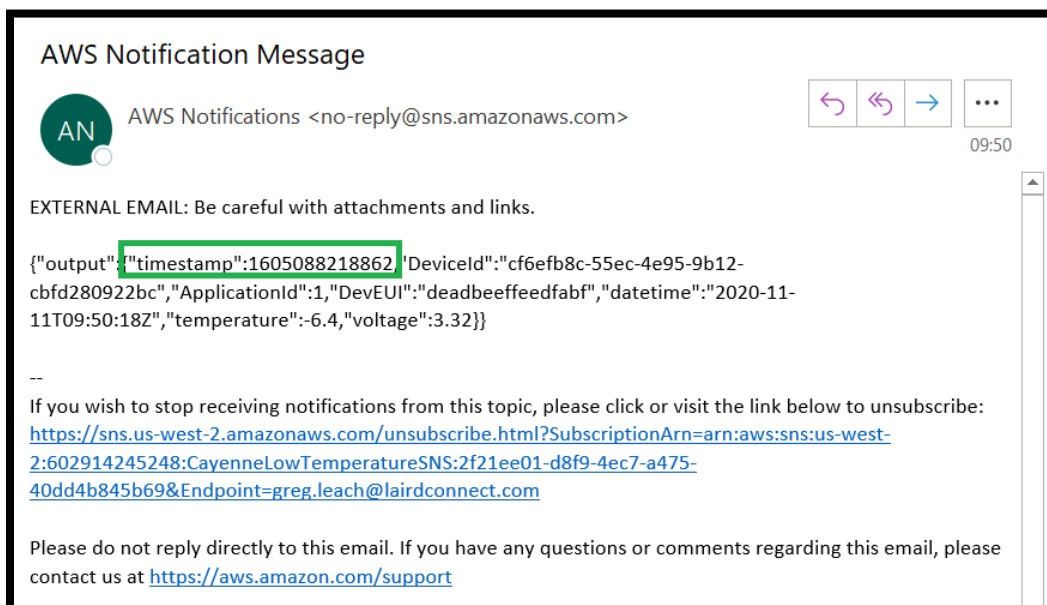 AWS Notification Message
AN
AWS Notifications <no-reply@sns.amazonaws.com>
09:50
EXTERNAL EMAIL: Be careful with attachments and links.
{"output":{"timestamp":1605088218862,"DeviceId":"cf6efb8c-55ec-4e95-9b12-
cbfd280922bc","ApplicationId":1,"DevEUI":"deadbeeffeedfabf","datetime":"2020-11-
11T09:50:18Z","temperature":-6.4,"voltage":3.32}}
--
If you wish to stop receiving notifications from this topic, please click or visit the link below to unsubscribe:
https://sns.us-west-2.amazonaws.com/unsubscribe.html?SubscriptionArn=arn:aws:sns:us-west-
2:602914245248:CayenneLowTemperatureSNS:2f21ee01-d8f9-4ec7-a475-
40dd4b845b69&Endpoint=greg.leach@lairdconnect.com
Please do not reply directly to this email. If you have any questions or comments regarding this email, please
contact us at https://aws.amazon.com/support